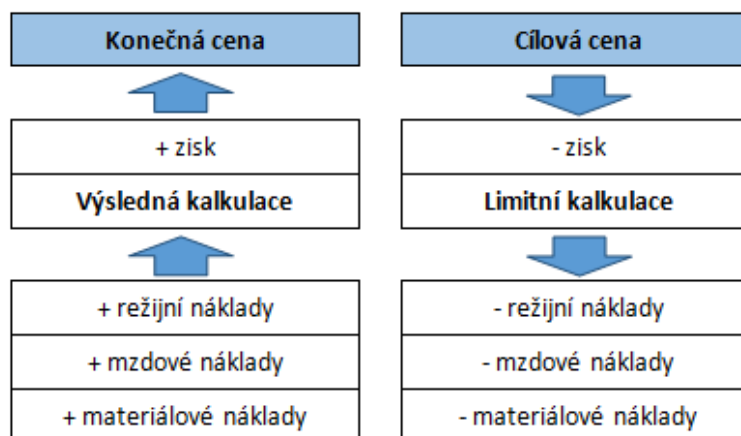 Konečná cena
+ zisk
Výsledná kalkulace
+ režijní náklady
+ mzdové náklady
+ materiálové náklady
Cílová cena
- zisk
Limitní kalkulace
- režijní náklady
- mzdové náklady
- materiálové náklady